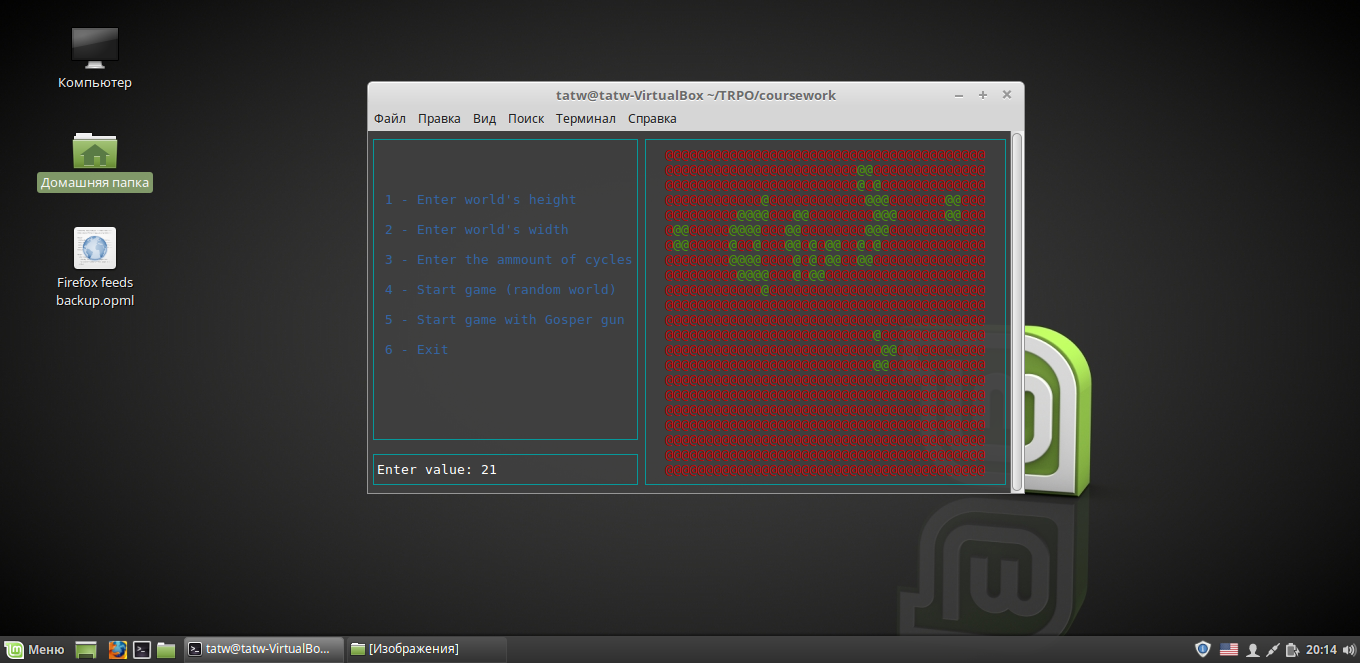 Компьютер
Домашняя папка
Firefox feeds
backup.opml
tatw@tatw-VirtualBox ~/TRPO/coursework
Файл Правка Вид Поиск Терминал Справка
1 - Enter world's height
2 - Enter world's width
3 - Enter the ammount of cycles
4 - Start game (random world)
5 - Start game with Gosper gun
6 - Exit
Enter value: 21
Меню
tatw@tatw-VirtualBo...
[Изображения]
20:14